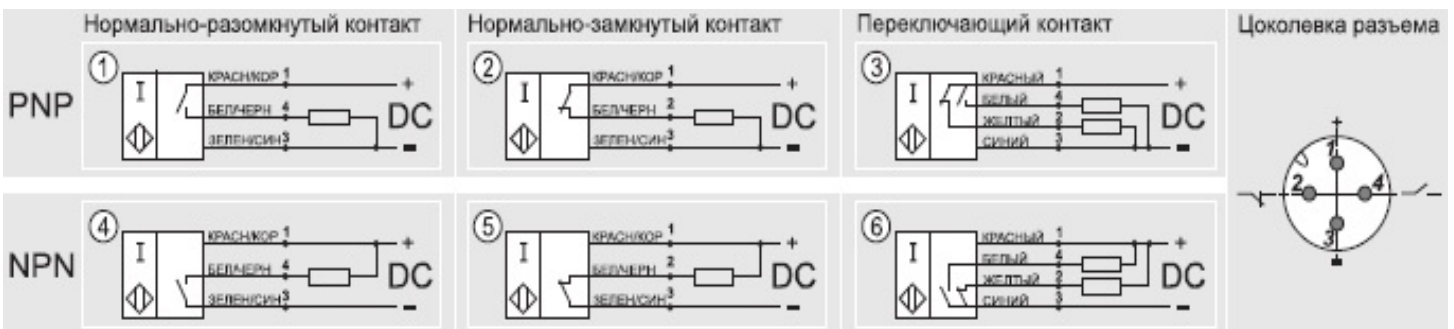 Нормально-разомкнутый контакт
Нормально-замкнутый контакт
Переключающий контакт
Цоколевка разъема
PNP
1
I
КРАСН/КОР 1
+
БЕЛ/ЧЕРН 4
DC
ЗЕЛЕН/СИН 3
-
2
I
КРАСН/КОР 1
+
БЕЛ/ЧЕРН 2
DC
ЗЕЛЕН/СИН 3
-
3
I
КРАСНЫЙ 1
+
БЕЛЫЙ 4
ЖЕЛТЫЙ 2
DC
СИНИЙ 3
-
NPN
4
I
КРАСН/КОР 1
+
БЕЛ/ЧЕРН 4
DC
ЗЕЛЕН/СИН 3
-
5
I
КРАСН/КОР 1
+
БЕЛ/ЧЕРН 2
DC
ЗЕЛЕН/СИН 3
-
6
I
КРАСНЫЙ 1
+
БЕЛЫЙ 4
ЖЕЛТЫЙ 2
DC
СИНИЙ 3
-
+
1
2
4
3
-